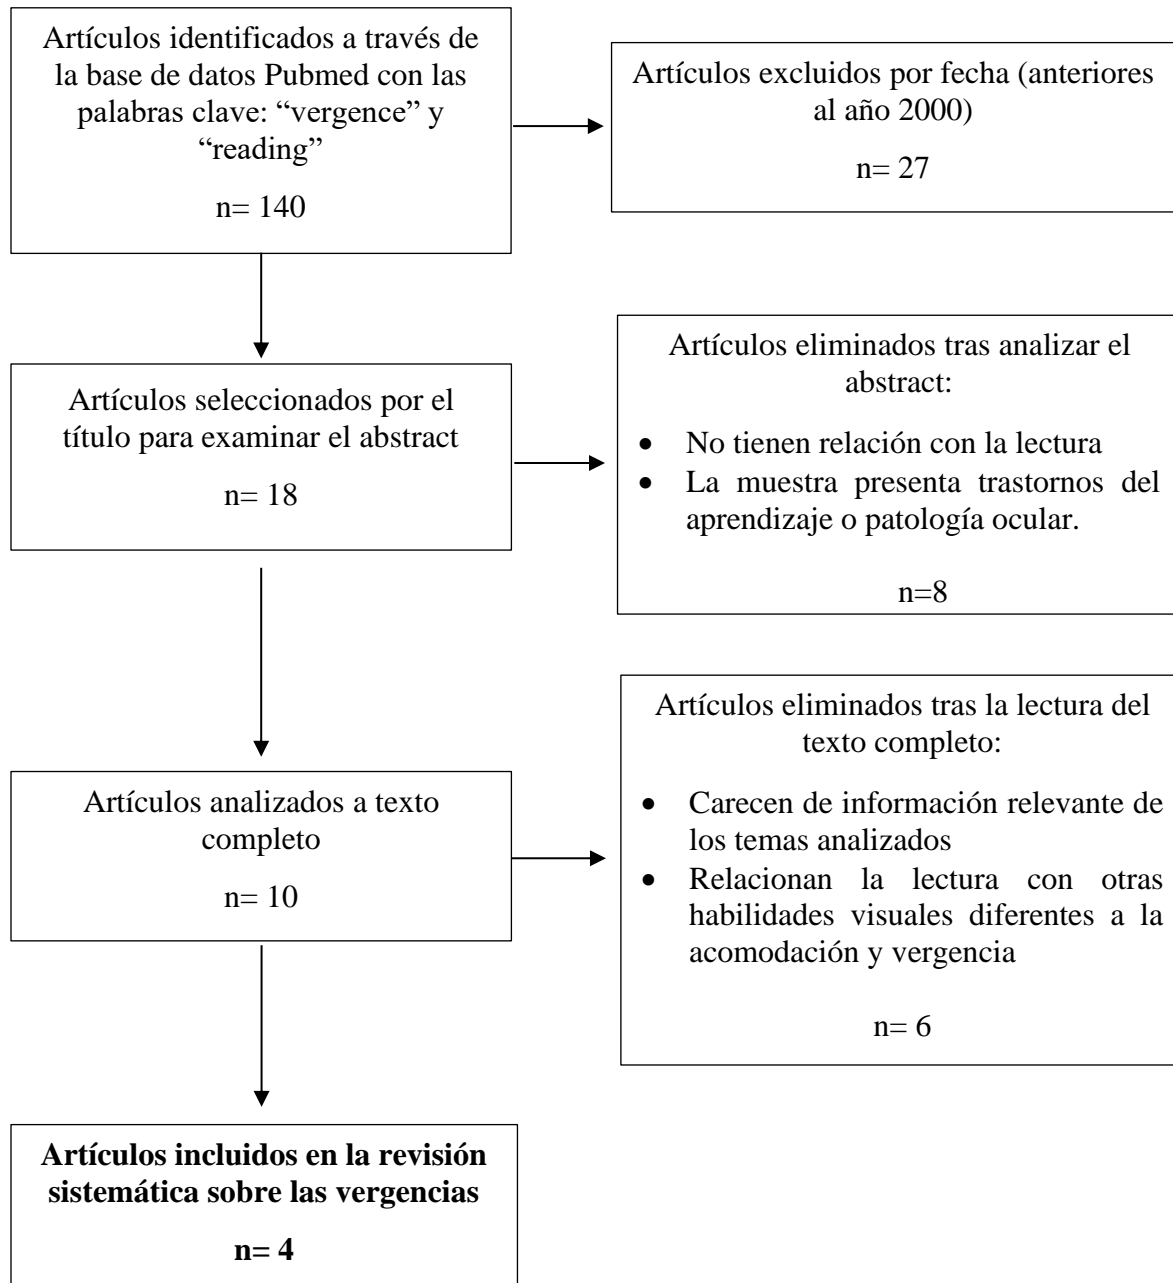 Artículos identificados a través de
la base de datos Pubmed con las
palabras clave: “vergence” y
“reading”
n= 140
Artículos excluidos por fecha (anteriores
al año 2000)
n= 27
Artículos seleccionados por el
título para examinar el abstract
n= 18
Artículos eliminados tras analizar el
abstract:
• No tienen relación con la lectura
• La muestra presenta trastornos del
aprendizaje o patología ocular.
n=8
Artículos analizados a texto
completo
n= 10
Artículos eliminados tras la lectura del
texto completo:
• Carecen de información relevante de
los temas analizados
• Relacionan la lectura con otras
habilidades visuales diferentes a la
acomodación y vergencia
n= 6
Artículos incluidos en la revisión
sistemática sobre las vergencias
n= 4